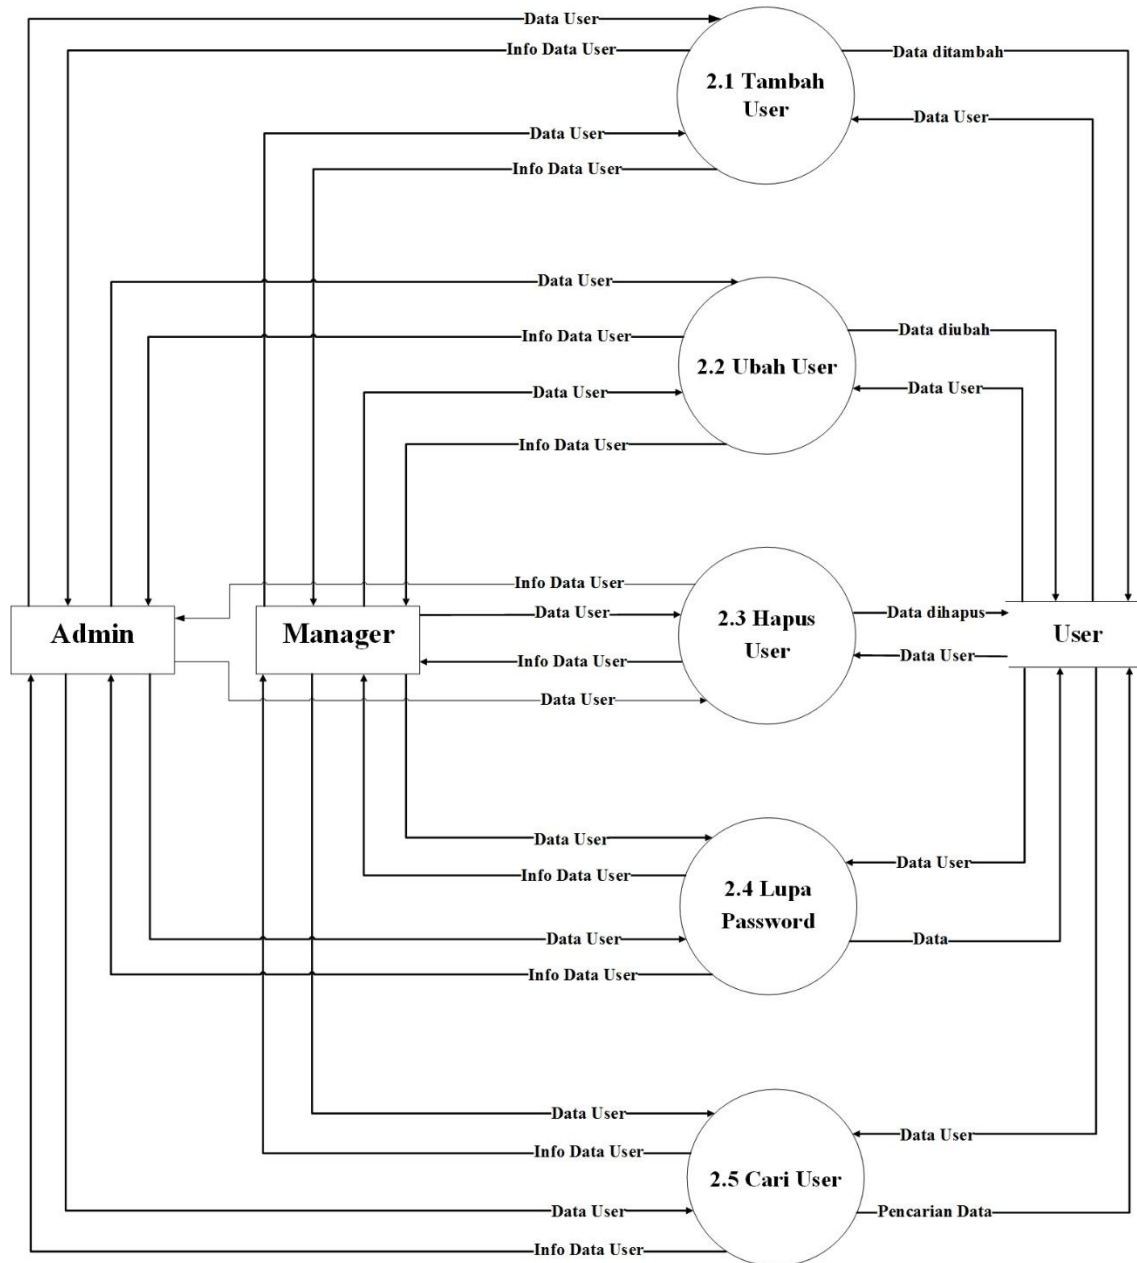 Data User
Info Data User
Data ditambah
2.1 Tambah
User
Data User
Data User
Info Data User
Data User
Info Data User
Data diubah
2.2 Ubah User
Data User
Data User
Info Data User
Info Data User
Data User
Data dihapus
Admin
Manager
2.3 Hapus
User
User
Info Data User
Data User
Data User
Data User
Data User
Info Data User
2.4 Lupa
Password
Data User
Data
Info Data User
Data User
Data User
Info Data User
2.5 Cari User
Data User
Pencarian Data
Info Data User